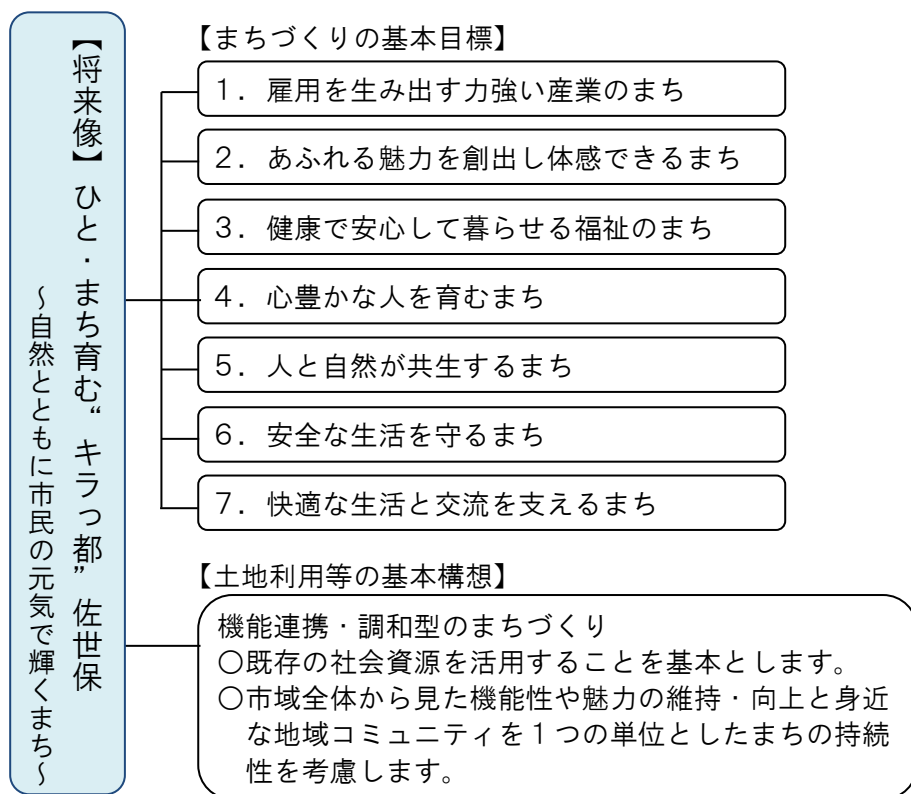 【将来像】ひと・まち育む“キラっ都”佐世保
～自然とともに市民の元気で輝くまち～
【まちづくりの基本目標】
１．雇用を生み出す力強い産業のまち
２．あふれる魅力を創出し体感できるまち
３．健康で安心して暮らせる福祉のまち
４．心豊かな人を育むまち
５．人と自然が共生するまち
６．安全な生活を守るまち
７．快適な生活と交流を支えるまち
【土地利用等の基本構想】
機能連携・調和型のまちづくり
○既存の社会資源を活用することを基本とします。
○市域全体から見た機能性や魅力の維持・向上と身近
な地域コミュニティを１つの単位としたまちの持続
性を考慮します。